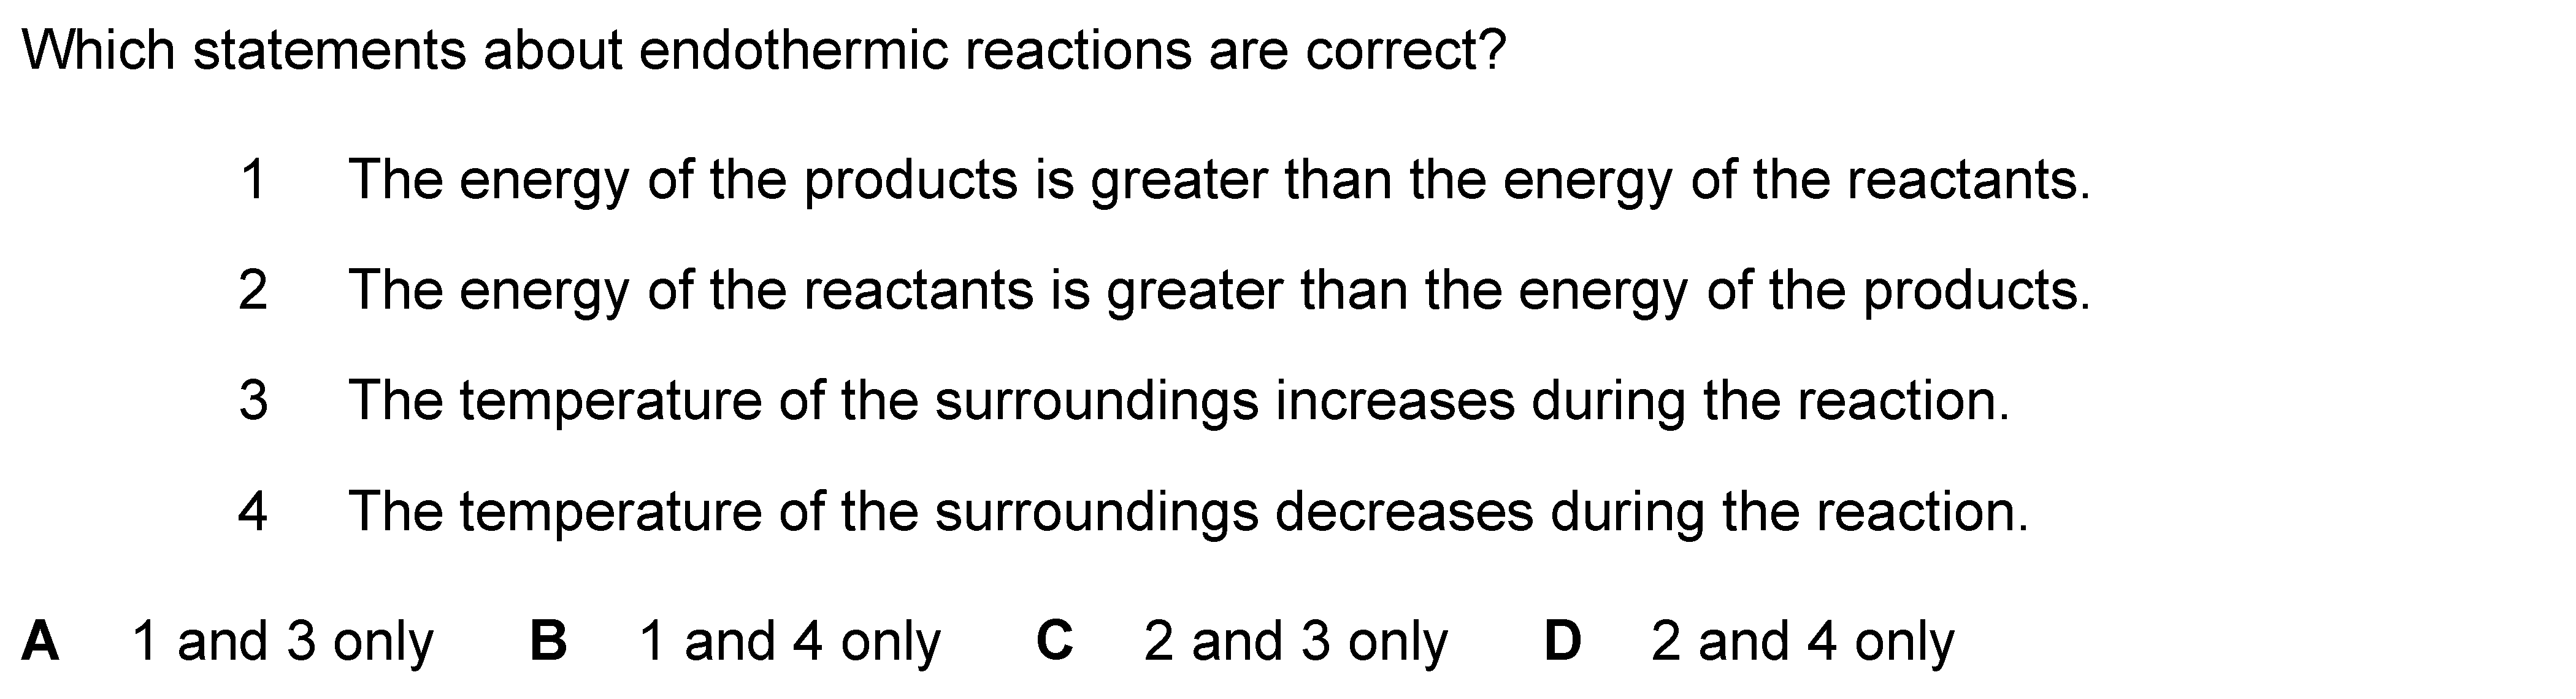 Which statements about endothermic reactions are correct?
1 The energy of the products is greater than the energy of the reactants.
2 The energy of the reactants is greater than the energy of the products.
3 The temperature of the surroundings increases during the reaction.
4 The temperature of the surroundings decreases during the reaction.
A 1 and 3 only B 1 and 4 only C 2 and 3 only D 2 and 4 only